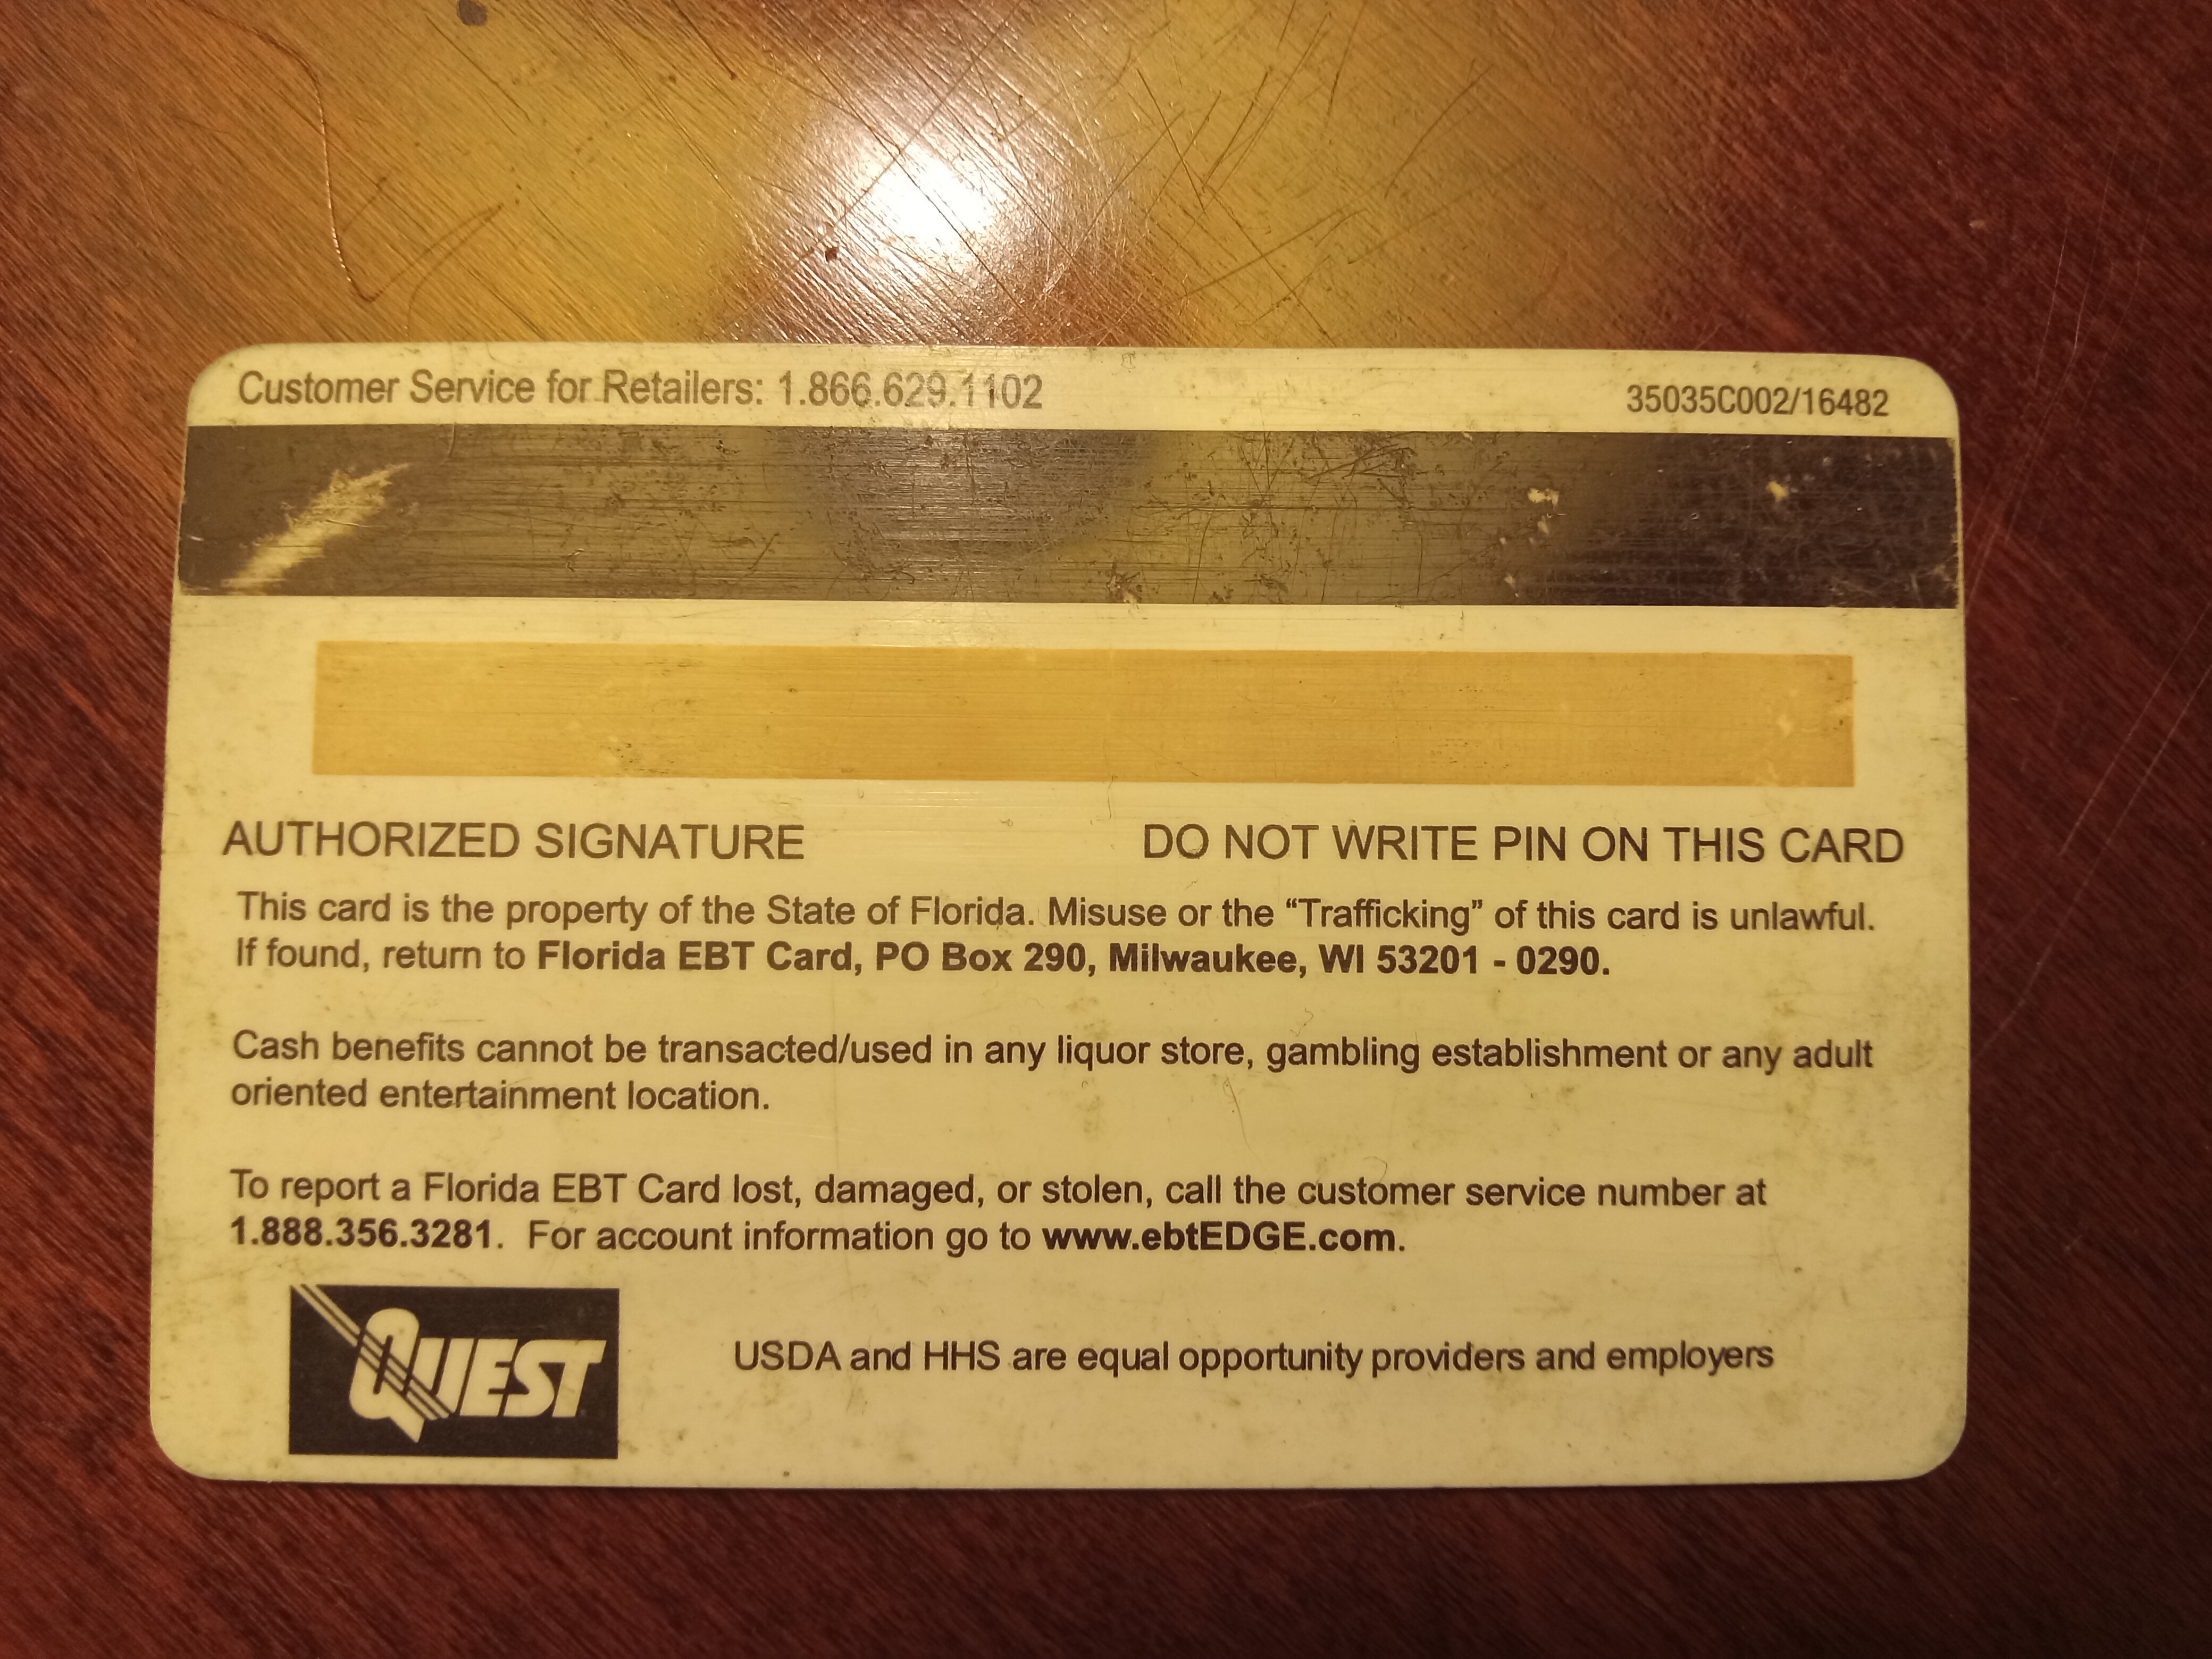 Customer Service for Retailers: 1.866.629.1102
35035C002/16482
AUTHORIZED SIGNATURE
DO NOT WRITE PIN ON THIS CARD
This card is the property of the State of Florida. Misuse or the “Trafficking” of this card is unlawful.
If found, return to Florida EBT Card, PO Box 290, Milwaukee, WI 53201 - 0290.
Cash benefits cannot be transacted/used in any liquor store, gambling establishment or any adult
oriented entertainment location.
To report a Florida EBT Card lost, damaged, or stolen, call the customer service number at
1.888.356.3281. For account information go to www.ebtEDGE.com.
QUEST
USDA and HHS are equal opportunity providers and employers